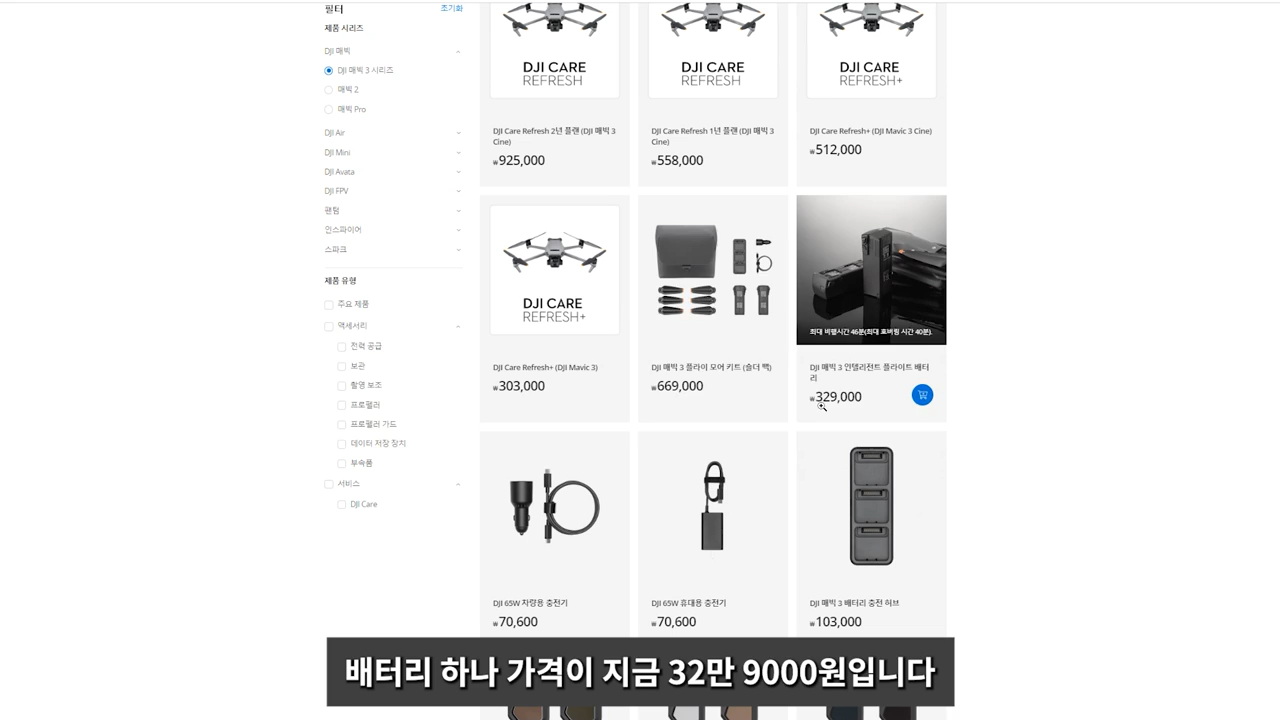 필터
초기화
제품 시리즈
DJI 매빅
DJI 매빅 3 시리즈
매빅 2
매빅 Pro
DJI Air
DJI Mini
DJI Avata
DJI FPV
팬텀
인스파이어
스파크
제품 유형
주요 제품
액세서리
전력 공급
보관
촬영 보조
프로펠러
프로펠러 가드
데이터 저장 장치
부속품
서비스
DJI Care
DJI CARE
REFRESH
DJI Care Refresh 2년 플랜 (DJI 매빅 3
Cine)
₩925,000
DJI CARE
REFRESH
DJI Care Refresh 1년 플랜 (DJI 매빅 3
Cine)
₩558,000
DJI CARE
REFRESH+
DJI Care Refresh+ (DJI Mavic 3 Cine)
₩512,000
DJI CARE
REFRESH+
DJI Care Refresh+ (DJI Mavic 3)
₩303,000
DJI 매빅 3 플라이 모어 키트 (숄더 백)
₩669,000
최대 비행시간 46분(최대 호버링 시간 40분).
DJI 매빅 3 인텔리전트 플라이트 배터
리
₩329,000
DJI 65W 차량용 충전기
₩70,600
DJI 65W 휴대용 충전기
₩70,600
DJI 매빅 3 배터리 충전 허브
₩103,000
배터리 하나 가격이 지금 32만 9000원입니다